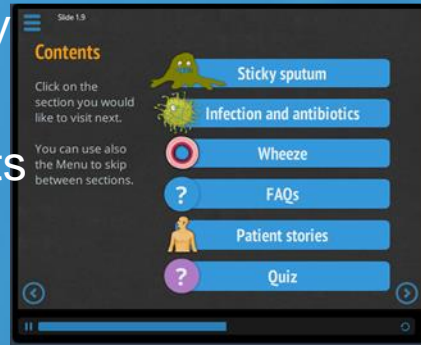 Slide 1.9
Contents
Click on the
section you would
like to visit next.
You can use also
the Menu to skip
between sections.
Sticky sputum
Infection and antibiotics
Wheeze
? FAQs
Patient stories
? Quiz